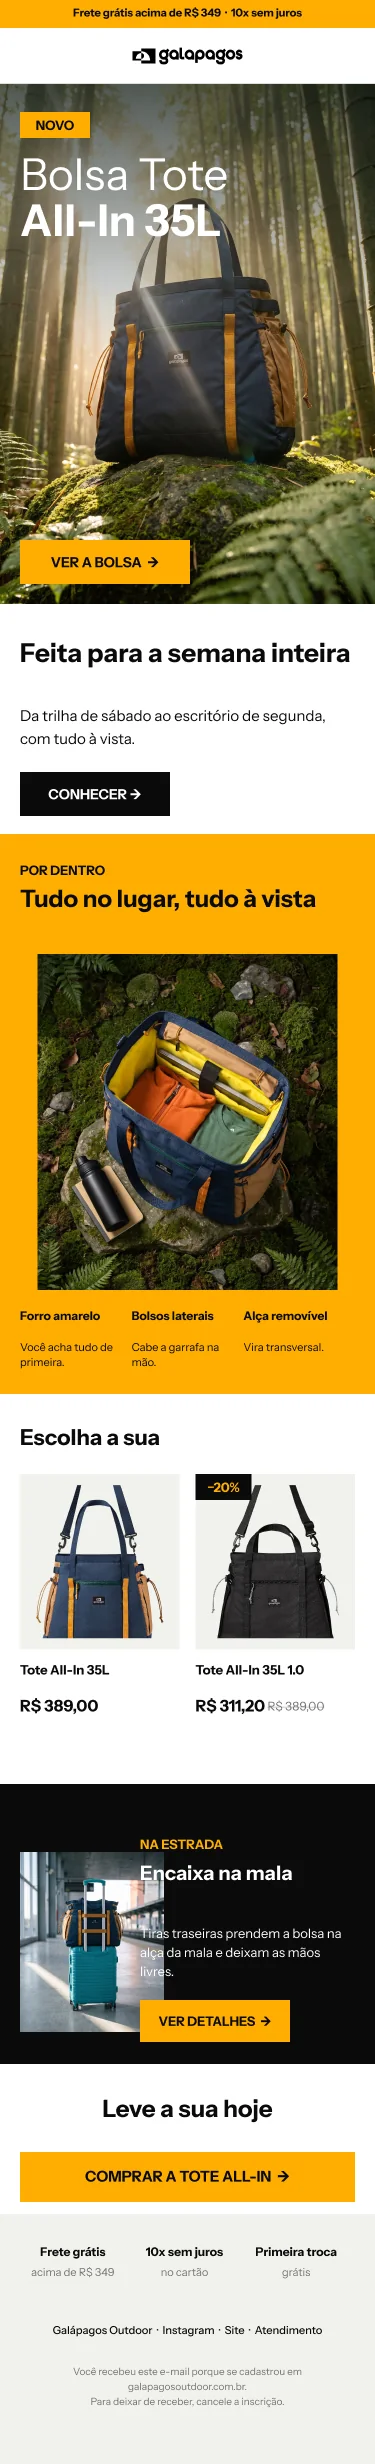 Frete grátis acima de R$ 349 · 10x sem juros
galapagos
NOVO
Bolsa Tote
All-In 35L
VER A BOLSA →
Feita para a semana inteira
Da trilha de sábado ao escritório de segunda,
com tudo à vista.
CONHECER →
POR DENTRO
Tudo no lugar, tudo à vista
Forro amarelo
Você acha tudo de
primeira.
Bolsos laterais
Cabe a garrafa na
mão.
Alça removível
Vira transversal.
Escolha a sua
Tote All-In 35L
R$ 389,00
-20%
Tote All-In 35L 1.0
R$ 311,20 R$ 389,00
NA ESTRADA
Encaixa na mala
Tiras traseiras prendem a bolsa na
alça da mala e deixam as mãos
livres.
VER DETALHES →
Leve a sua hoje
COMPRAR A TOTE ALL-IN →
Frete grátis
acima de R$ 349
10x sem juros
no cartão
Primeira troca
grátis
Galápagos Outdoor · Instagram · Site · Atendimento
Você recebeu este e-mail porque se cadastrou em
galapagosoutdoor.com.br.
Para deixar de receber, cancele a inscrição.